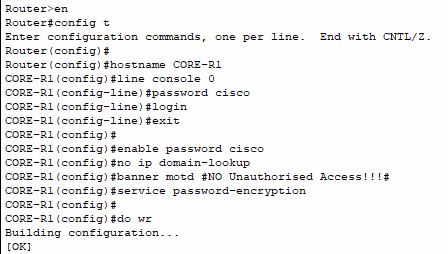 Router>en
Router#config t
Enter configuration commands, one per line.  End with CNTL/Z.
Router(config)#
Router(config)#hostname CORE-R1
CORE-R1(config)#line console 0
CORE-R1(config-line)#password cisco
CORE-R1(config-line)#login
CORE-R1(config-line)#exit
CORE-R1(config)#
CORE-R1(config)#enable password cisco
CORE-R1(config)#no ip domain-lookup
CORE-R1(config)#banner motd #NO Unauthorised Access!!!#
CORE-R1(config)#service password-encryption
CORE-R1(config)#
CORE-R1(config)#do wr
Building configuration...
[OK]